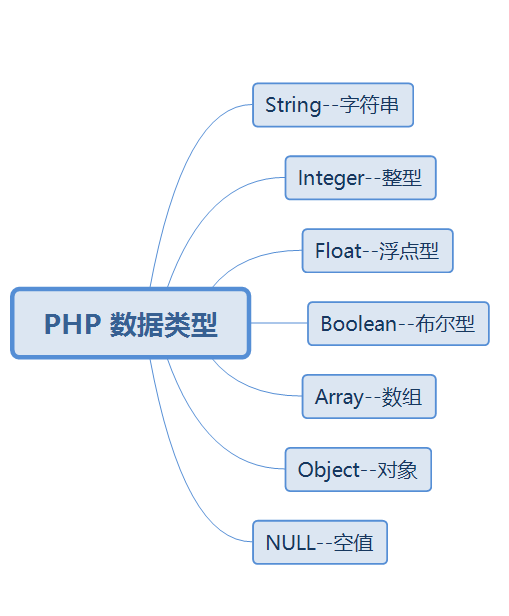 String--字符串
Integer--整型
Float--浮点型
PHP 数据类型
Boolean--布尔型
Array--数组
Object--对象
NULL--空值